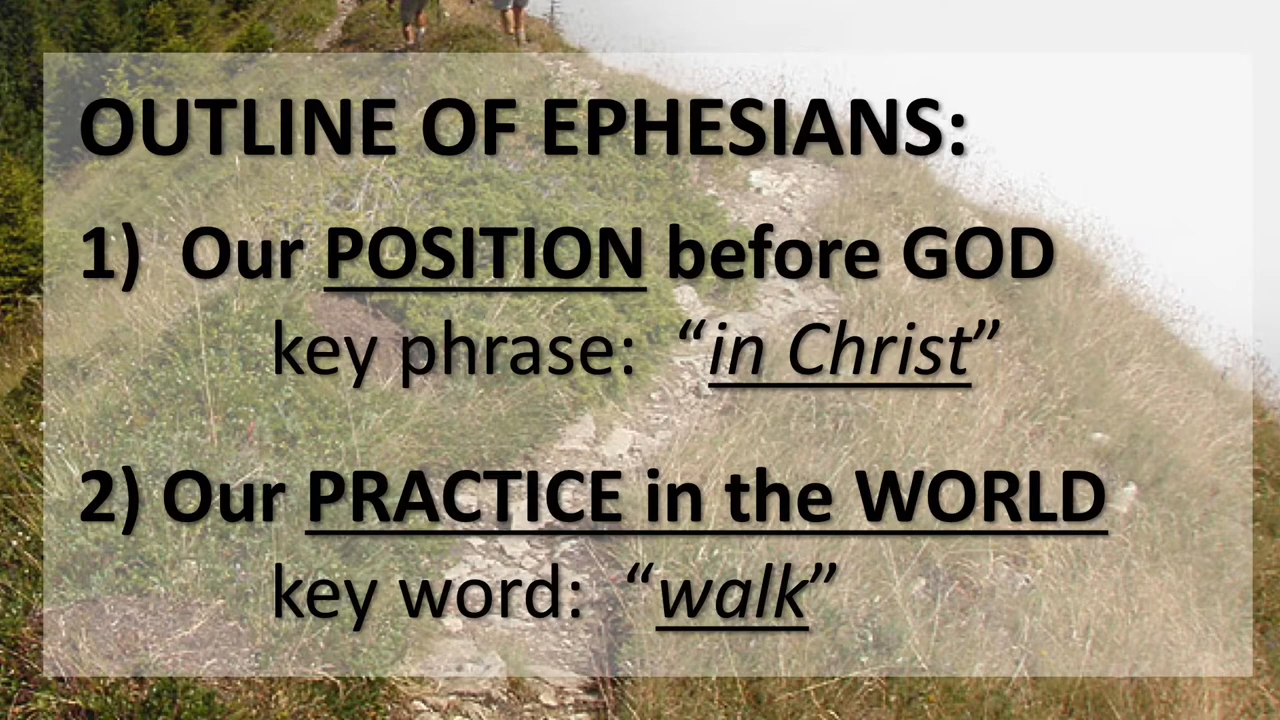 OUTLINE OF EPHESIANS:
1) Our POSITION before GOD
key phrase: “in Christ”
2) Our PRACTICE in the WORLD
key word: “walk”